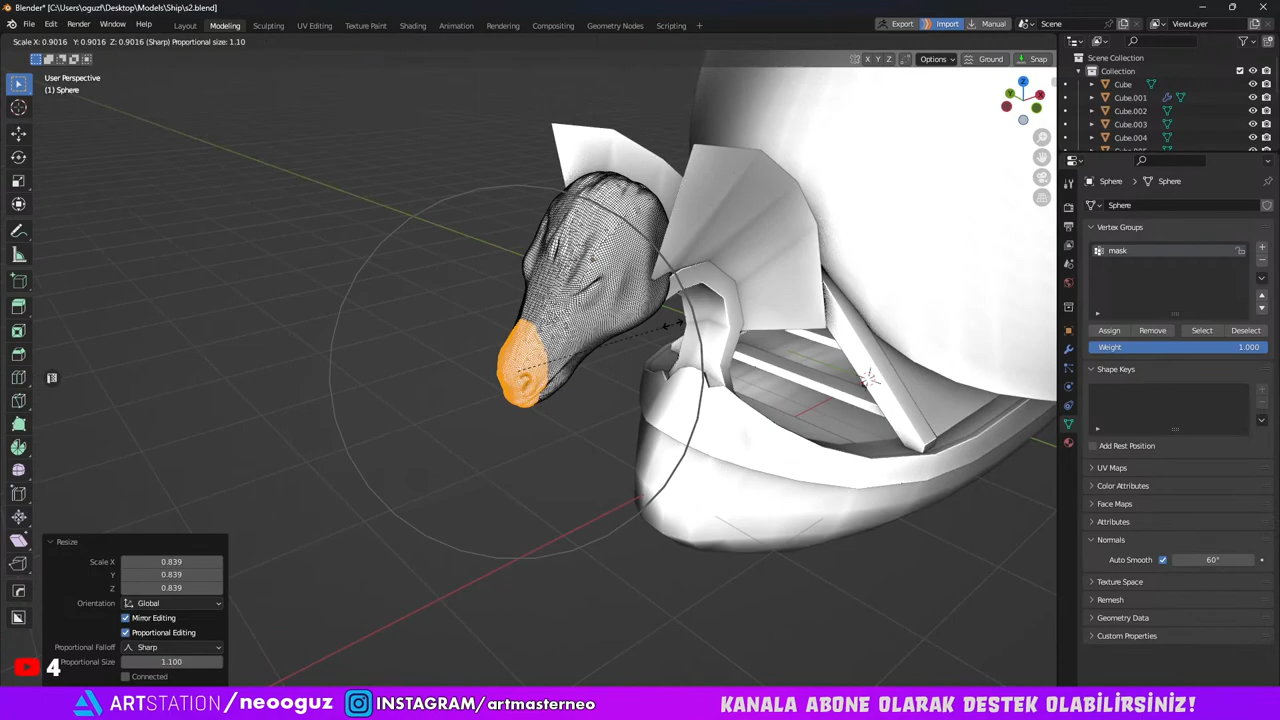 Blender* [C:\Users\oguzf\Desktop\Models\Ship\s2.blend]
File Edit Render Window Help Layout Modeling Sculpting UV Editing Texture Paint Shading Animation Rendering Compositing Geometry Nodes Scripting + Export Import Manual Scene ViewLayer
Scale X: 0.9016 Y: 0.9016 Z: 0.9016 (Sharp) Proportional size: 1.10
X Y Z Options Ground Snap
User Perspective
(1) Sphere
Z
Y
X
Scene Collection
Collection
Cube
Cube.001
Cube.002
Cube.003
Cube.004
Sphere Sphere
Sphere
Vertex Groups
mask
Assign Remove Select Deselect
Weight 1.000
Shape Keys
Add Rest Position
UV Maps
Color Attributes
Face Maps
Attributes
Normals
Auto Smooth 60°
Texture Space
Remesh
Geometry Data
Custom Properties
Resize
Scale X 0.839
Y 0.839
Z 0.839
Orientation Global
Mirror Editing
Proportional Editing
Proportional Falloff Sharp
Proportional Size 1.100
Connected
4
ARTSTATION/neooguz INSTAGRAM/artmasterneo KANALA ABONE OLARAK DESTEK OLABİLİRSİNİZ!